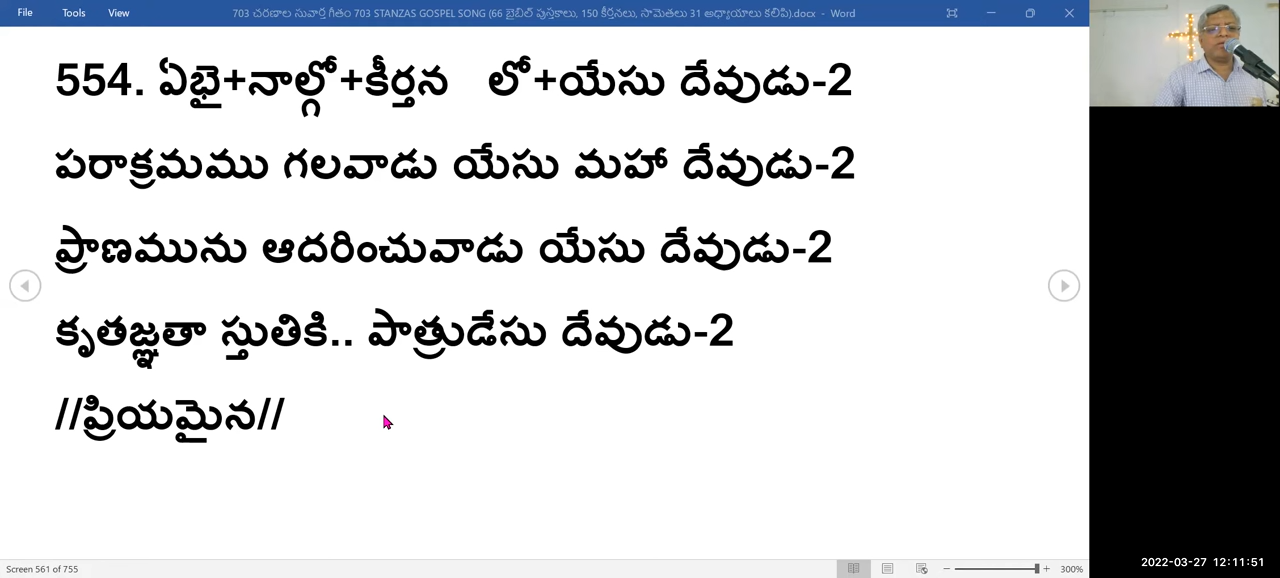 File Tools View 703 చరణాల సువార్త గీతం 703 STANZAS GOSPEL SONG (66 బైబిల్ పుస్తకాలు, 150 కీర్తనలు, సామెతలు 31 అధ్యాయాలు కలిపి).docx - Word
554. ఏభై+నాల్గో+కీర్తన లో+యేసు దేవుడు-2
పరాక్రమము గలవాడు యేసు మహా దేవుడు-2
ప్రాణమును ఆదరించువాడు యేసు దేవుడు-2
కృతజ్ఞతా స్తుతికి.. పాత్రుడేసు దేవుడు-2
//ప్రియమైన//
2022-03-27 12:11:51
Screen 561 of 755 300%